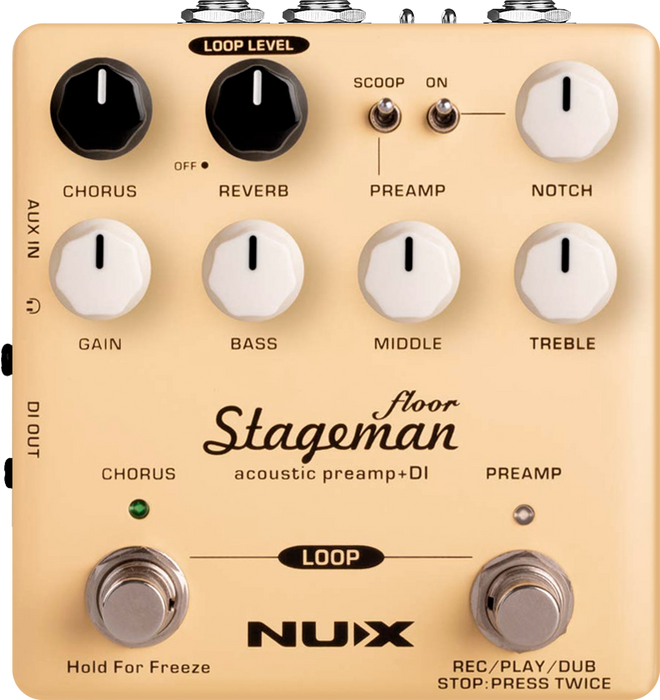 LOOP LEVEL
SCOOP ON
OFF
CHORUS REVERB PREAMP NOTCH
AUX IN
GAIN BASS MIDDLE TREBLE
DI OUT
floor
Stageman
acoustic preamp+DI
CHORUS PREAMP
LOOP
NUX
Hold For Freeze
REC/PLAY/DUB
STOP:PRESS TWICE